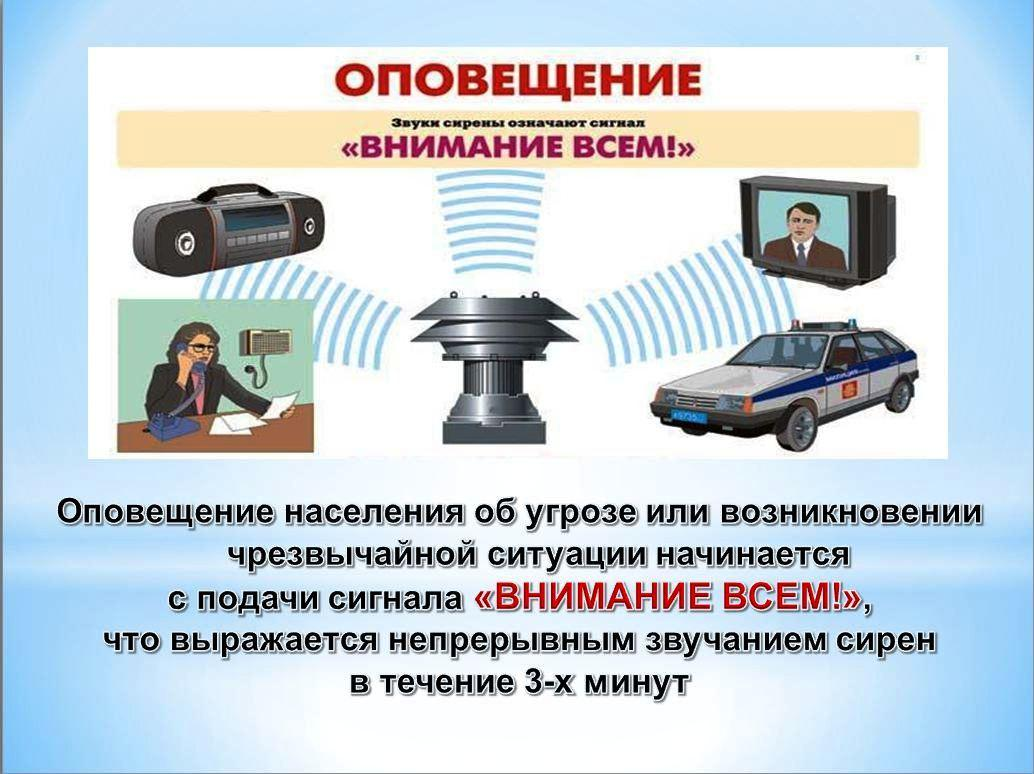 ОПОВЕЩЕНИЕ
Звуки сирены означают сигнал
«ВНИМАНИЕ ВСЕМ!»
МИЛИЦИЯ
Оповещение населения об угрозе или возникновении
чрезвычайной ситуации начинается
с подачи сигнала «ВНИМАНИЕ ВСЕМ!»,
что выражается непрерывным звучанием сирен
в течение 3-х минут